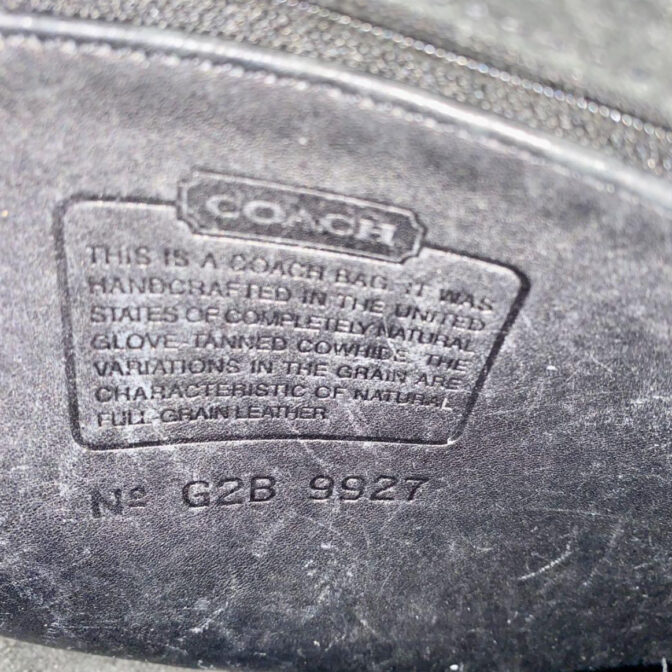 COACH
THIS IS A COACH BAG. IT WAS
HANDCRAFTED IN THE UNITED
STATES OF COMPLETELY NATURAL
GLOVE-TANNED COWHIDE. THE
VARIATIONS IN THE GRAIN ARE
CHARACTERISTIC OF NATURAL
FULL-GRAIN LEATHER
Nº G2B 9927